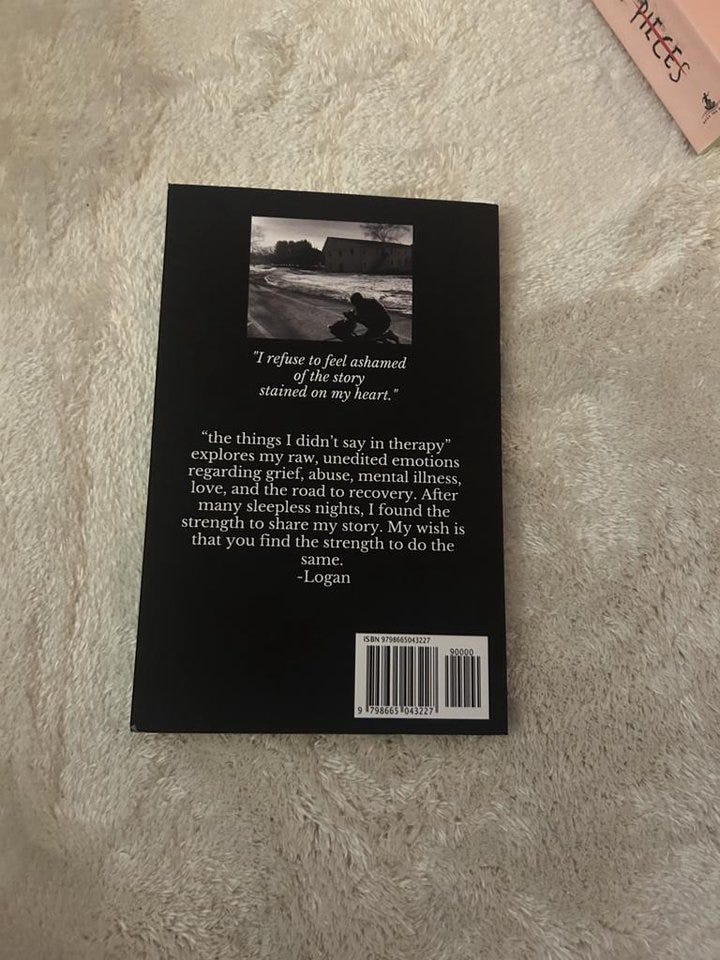 PIECES
"I refuse to feel ashamed
of the story
stained on my heart."
“the things I didn’t say in therapy”
explores my raw, unedited emotions
regarding grief, abuse, mental illness,
love, and the road to recovery. After
many sleepless nights, I found the
strength to share my story. My wish is
that you find the strength to do the
same.
-Logan
ISBN 9798665043227
90000
9 798665 043227